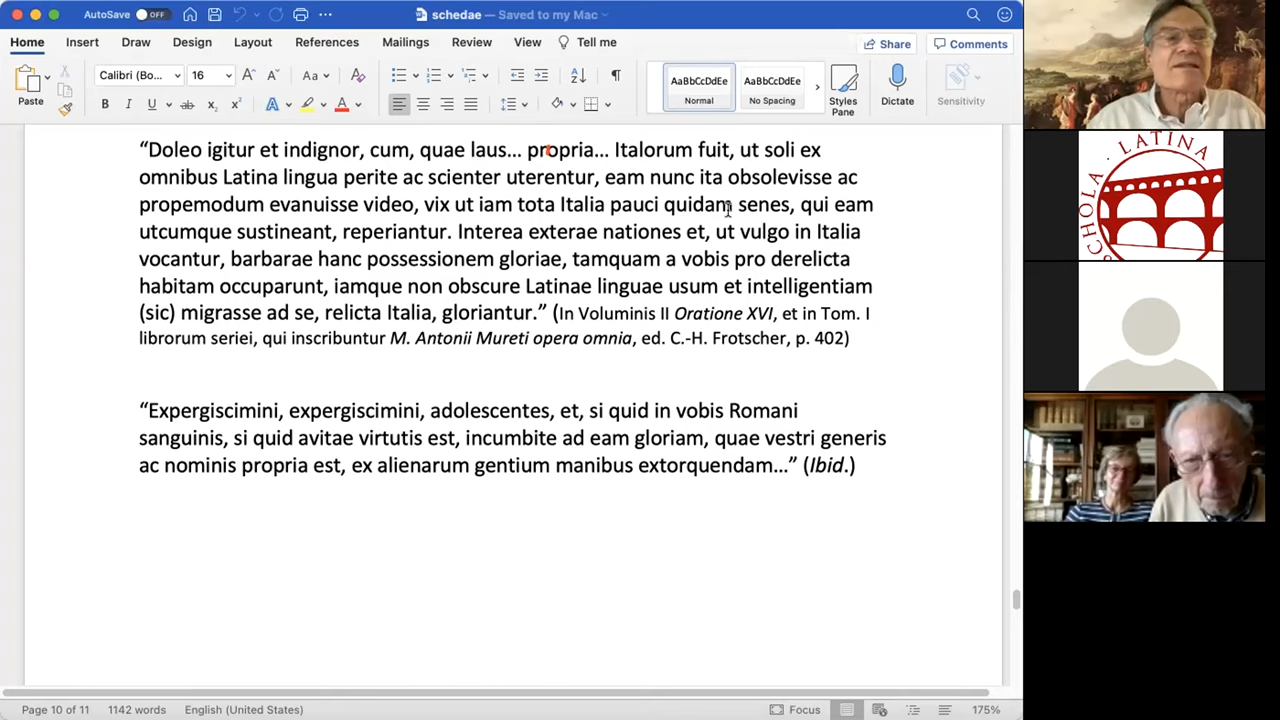 AutoSave OFF schedae — Saved to my Mac
Home Insert Draw Design Layout References Mailings Review View Tell me Share Comments
Paste Calibri (Bo... 16 Aa AaBbCcDdEe Normal AaBbCcDdEe No Spacing Styles Pane Dictate Sensitivity
“Doleo igitur et indignor, cum, quae laus... propria... Italorum fuit, ut soli ex
omnibus Latina lingua perite ac scienter uterentur, eam nunc ita obsolevisse ac
propemodum evanuisse video, vix ut iam tota Italia pauci quidam senes, qui eam
utcumque sustineant, reperiantur. Interea exterae nationes et, ut vulgo in Italia
vocantur, barbarae hanc possessionem gloriae, tamquam a vobis pro derelicta
habitam occuparunt, iamque non obscure Latinae linguae usum et intelligentiam
(sic) migrasse ad se, relicta Italia, gloriantur.” (In Voluminis II Oratione XVI, et in Tom. I
librorum seriei, qui inscribuntur M. Antonii Mureti opera omnia, ed. C.-H. Frotscher, p. 402)
“Expergiscimini, expergiscimini, adolescentes, et, si quid in vobis Romani
sanguinis, si quid avitae virtutis est, incumbite ad eam gloriam, quae vestri generis
ac nominis propria est, ex alienarum gentium manibus extorquendam...” (Ibid.)
Page 10 of 11 1142 words English (United States) Focus 175%
SCHOLA · LATINA